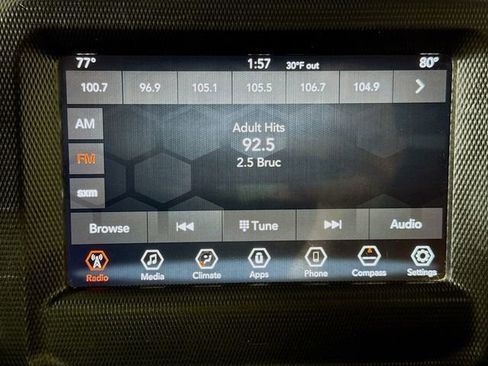 77° 1:57 30°F out 80°
100.7 96.9 105.1 105.5 106.7 104.9
AM
Adult Hits
FM
92.5
2.5 Bruc
sxm
Browse Tune Audio
Radio Media Climate Apps Phone Compass Settings